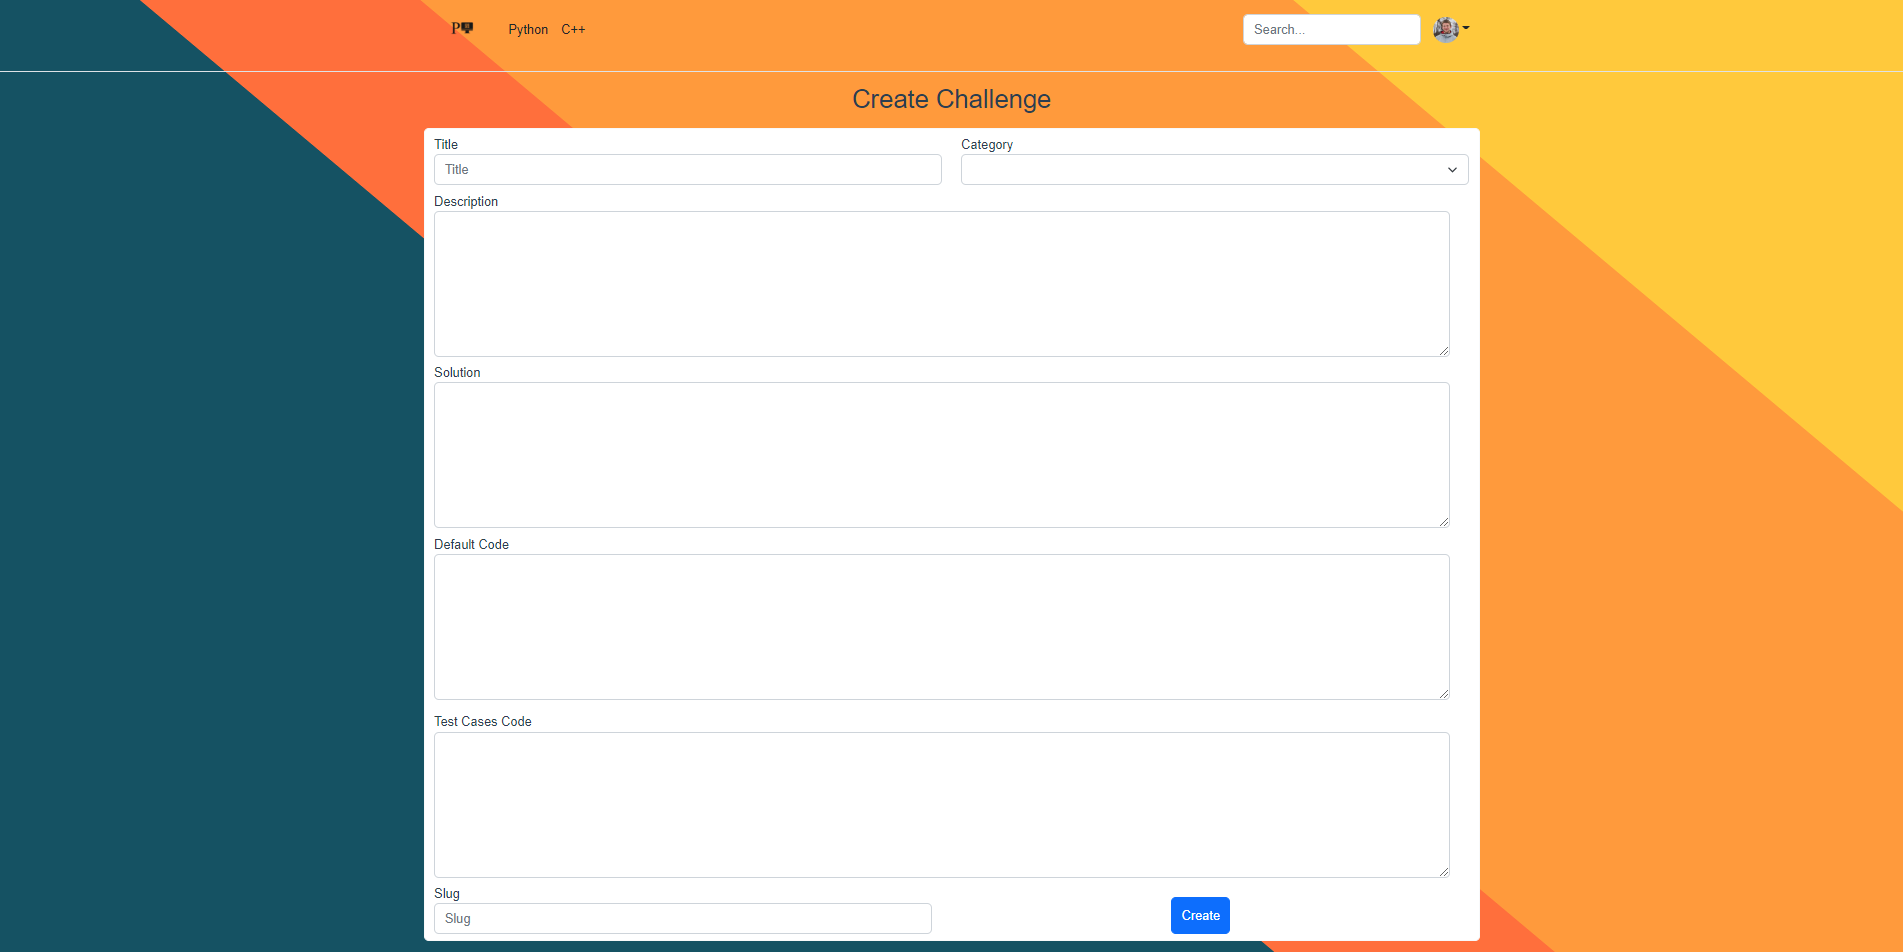 P
Python C++ Search...
Create Challenge
Title Category
Title
Description
Solution
Default Code
Test Cases Code
Slug
Slug
Create